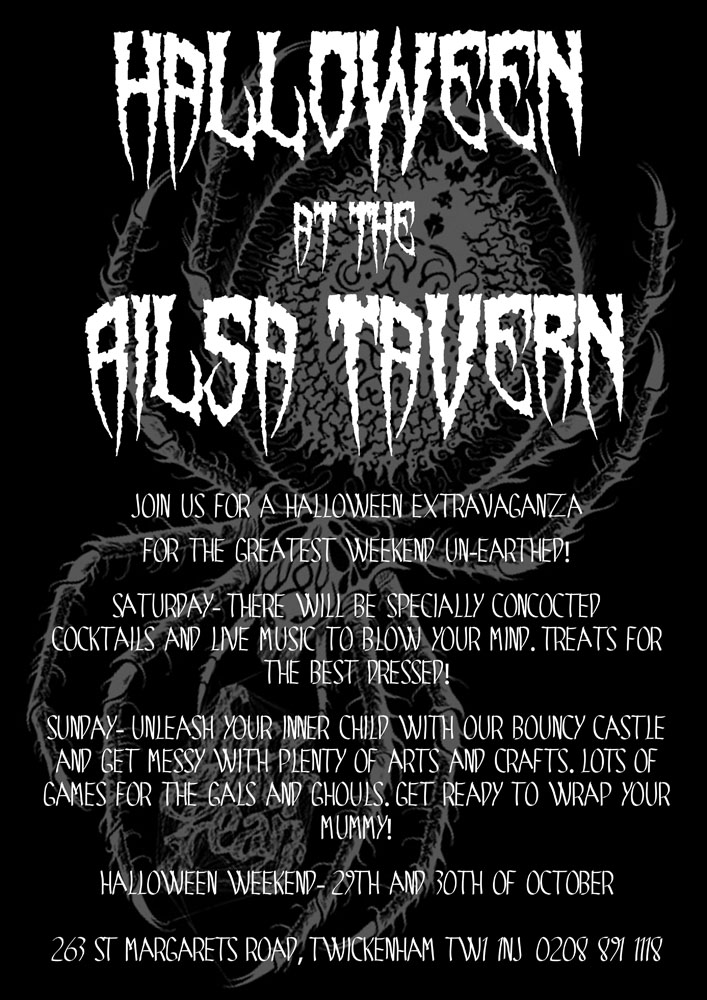 HALLOWEEN
AT THE
AILSA TAVERN
JOIN US FOR A HALLOWEEN EXTRAVAGANZA
FOR THE GREATEST WEEKEND UN-EARTHED!
SATURDAY- THERE WILL BE SPECIALLY CONCOCTED
COCKTAILS AND LIVE MUSIC TO BLOW YOUR MIND. TREATS FOR
THE BEST DRESSED!
SUNDAY- UNLEASH YOUR INNER CHILD WITH OUR BOUNCY CASTLE
AND GET MESSY WITH PLENTY OF ARTS AND CRAFTS. LOTS OF
GAMES FOR THE GALS AND GHOULS. GET READY TO WRAP YOUR
MUMMY!
HALLOWEEN WEEKEND- 29TH AND 30TH OF OCTOBER
263 ST MARGARETS ROAD, TWICKENHAM TW1 1NJ 0208 891 1118